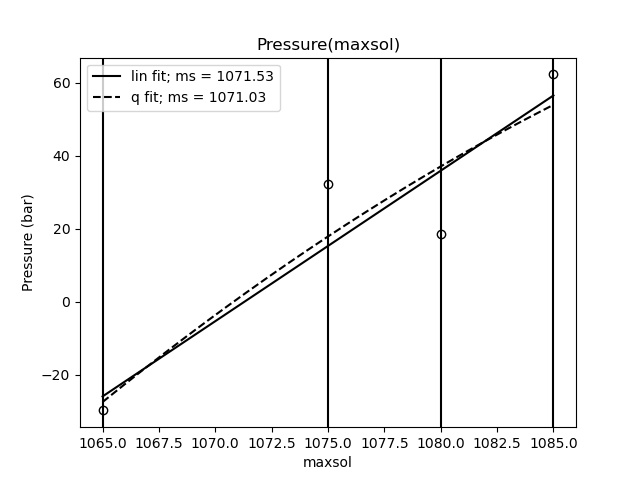 Pressure(maxsol)
lin fit; ms = 1071.53
q fit; ms = 1071.03
Pressure (bar)
60
40
20
0
−20
1065.0 1067.5 1070.0 1072.5 1075.0 1077.5 1080.0 1082.5 1085.0
maxsol